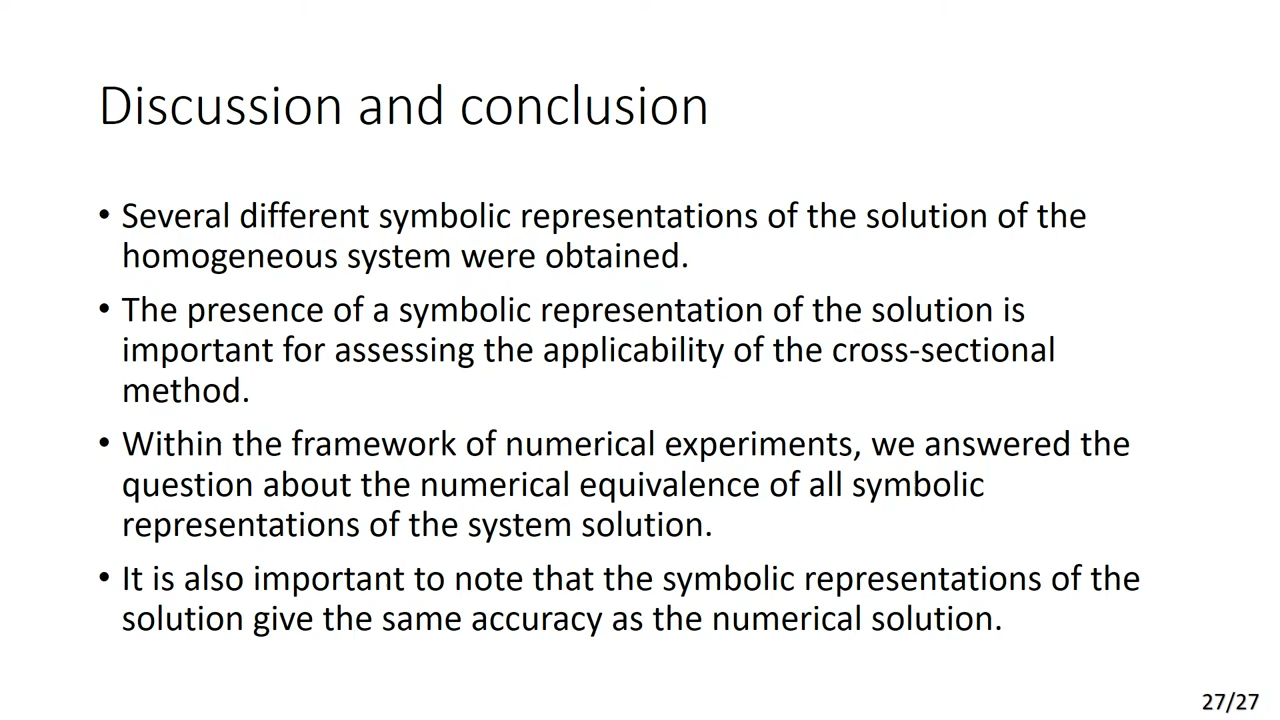 Discussion and conclusion
• Several different symbolic representations of the solution of the
homogeneous system were obtained.
• The presence of a symbolic representation of the solution is
important for assessing the applicability of the cross-sectional
method.
• Within the framework of numerical experiments, we answered the
question about the numerical equivalence of all symbolic
representations of the system solution.
• It is also important to note that the symbolic representations of the
solution give the same accuracy as the numerical solution.
27/27